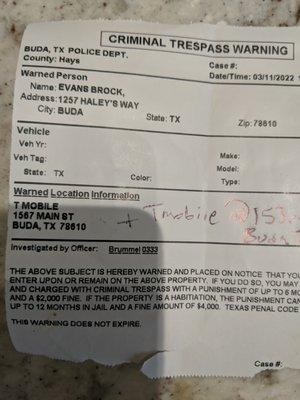 CRIMINAL TRESPASS WARNING
BUDA, TX POLICE DEPT.
County: Hays
Case#:
Date/Time: 03/11/2022
Warned Person
Name: EVANS BROCK,
Address: 1257 HALEY'S WAY
City: BUDA
State: TX
Zip: 78610
Vehicle
Veh Yr:
Make:
Veh Tag:
Model:
State: TX
Color:
Type:
Warned Location Information
T MOBILE
1567 MAIN ST
BUDA, TX 78610
+ Tmobile @ 153
Buda
Investigated by Officer: Brummel 0333
THE ABOVE SUBJECT IS HEREBY WARNED AND PLACED ON NOTICE THAT YOU
ENTER UPON OR REMAIN ON THE ABOVE PROPERTY. IF YOU DO SO, YOU MAY
AND CHARGED WITH CRIMINAL TRESPASS WITH A PUNISHMENT OF UP TO 6 MO
AND A $2,000 FINE. IF THE PROPERTY IS A HABITATION, THE PUNISHMENT CAN
UP TO 12 MONTHS IN JAIL AND A FINE AMOUNT OF $4,000. TEXAS PENAL CODE
THIS WARNING DOES NOT EXPIRE.
Case #: